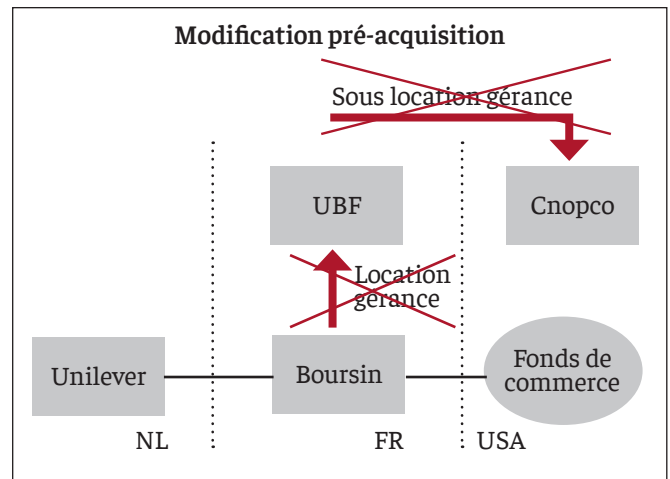 Modification pré-acquisition
Sous location gérance
UBF
Cnopco
Location
gérance
Unilever
Boursin
Fonds de
commerce
NL
FR
USA